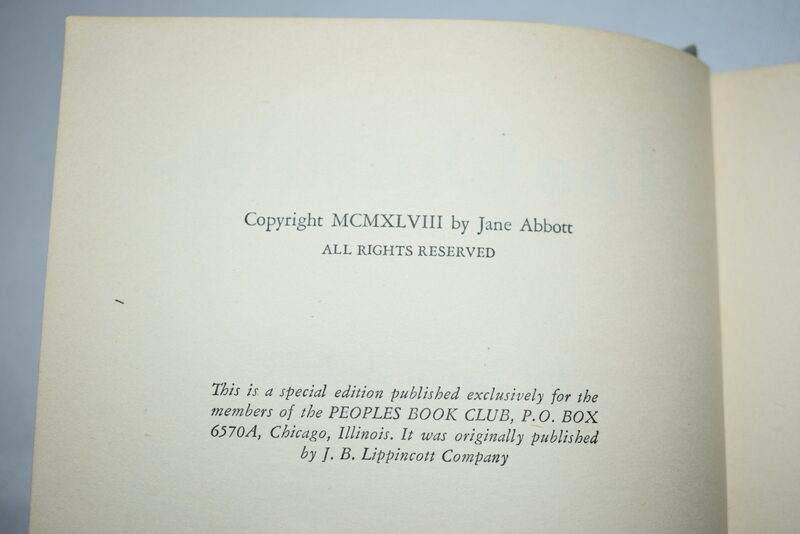 Copyright MCMXLVIII by Jane Abbott
ALL RIGHTS RESERVED
This is a special edition published exclusively for the
members of the PEOPLES BOOK CLUB, P.O. BOX
6570A, Chicago, Illinois. It was originally published
by J. B. Lippincott Company